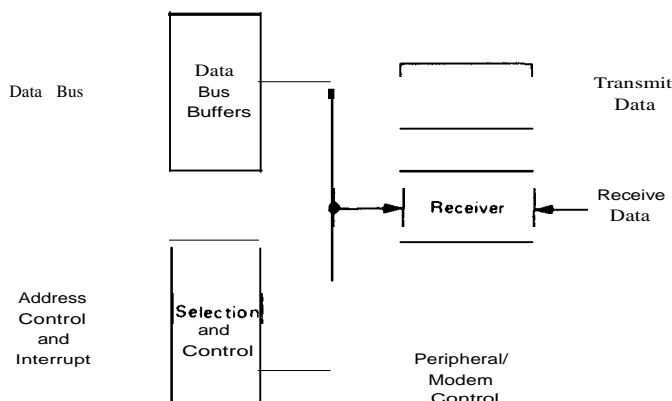 Data Bus
Data
Bus
Buffers
Transmit
Data
Receiver
Receive
Data
Address
Control
and
Interrupt
Selection
and
Control
Peripheral/
Modem
Control